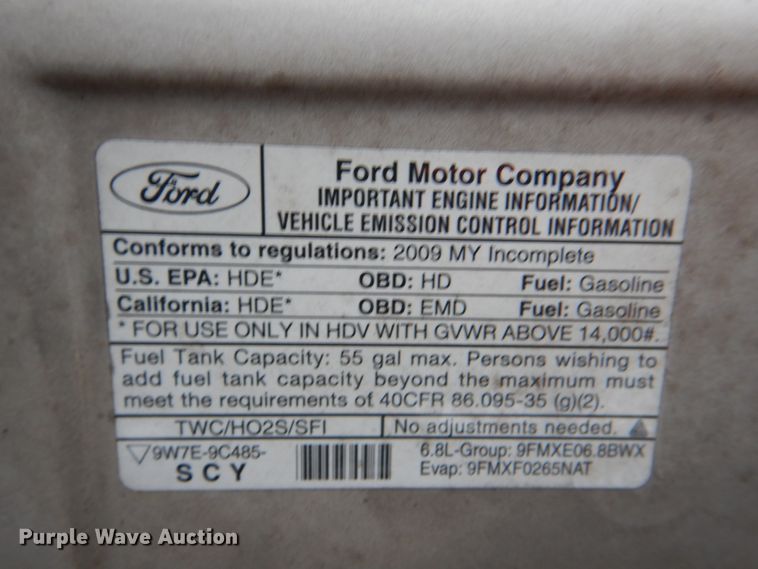 Ford
Ford Motor Company
IMPORTANT ENGINE INFORMATION/
VEHICLE EMISSION CONTROL INFORMATION
Conforms to regulations: 2009 MY Incomplete
U.S. EPA: HDE* OBD: HD Fuel: Gasoline
California: HDE* OBD: EMD Fuel: Gasoline
* FOR USE ONLY IN HDV WITH GVWR ABOVE 14,000#.
Fuel Tank Capacity: 55 gal max. Persons wishing to
add fuel tank capacity beyond the maximum must
meet the requirements of 40CFR 86.095-35 (g)(2).
TWC/HO2S/SFI No adjustments needed.
9W7E-9C485- 6.8L-Group: 9FMXE06.8BWX
SCY Evap: 9FMXF0265NAT
Purple Wave Auction